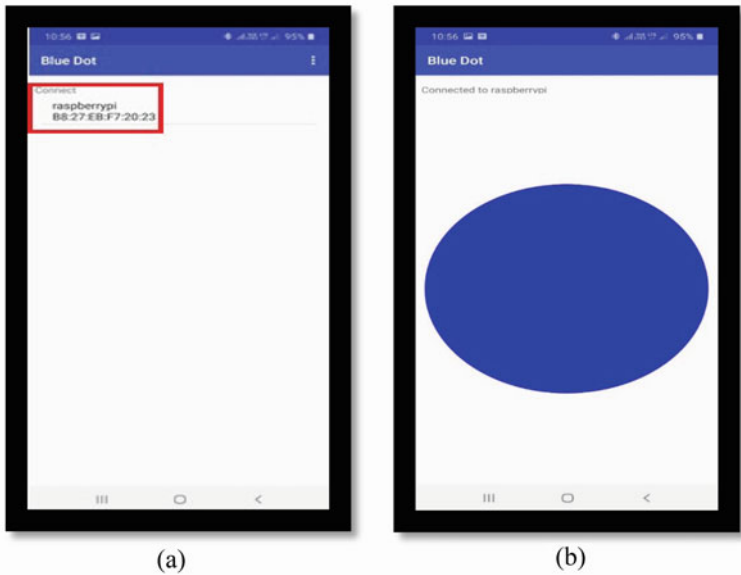 10:56
95%
Blue Dot
Connect
raspberrypi
B8:27:EB:F7:20:23
(a)
10:56
95%
Blue Dot
Connected to raspberrypi
(b)